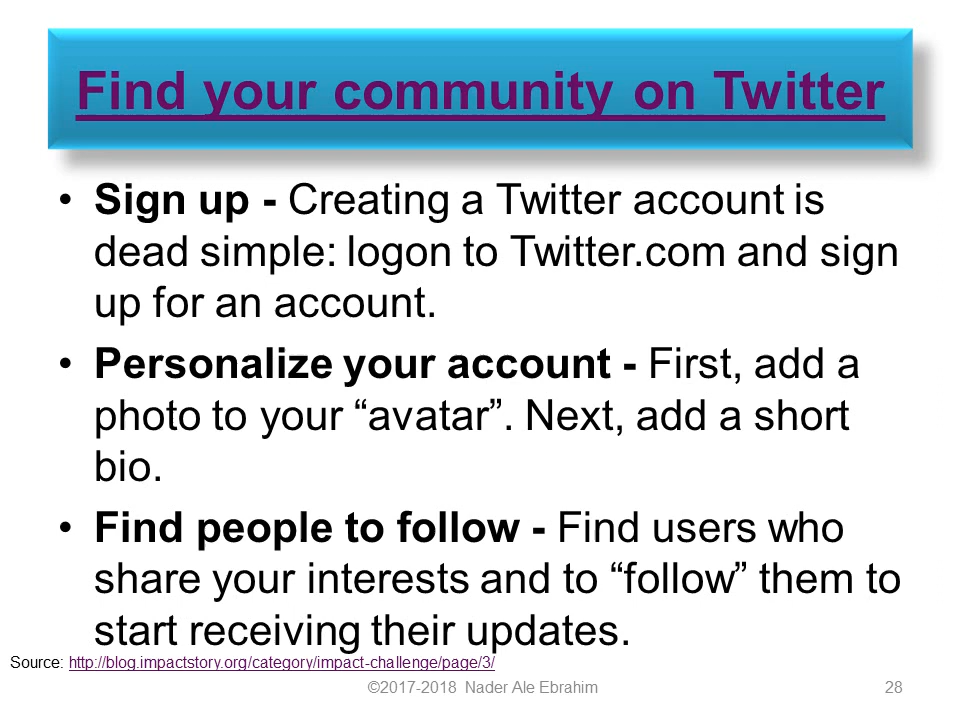 Find your community on Twitter
• Sign up - Creating a Twitter account is
dead simple: logon to Twitter.com and sign
up for an account.
• Personalize your account - First, add a
photo to your “avatar”. Next, add a short
bio.
• Find people to follow - Find users who
share your interests and to “follow” them to
start receiving their updates.
Source: http://blog.impactstory.org/category/impact-challenge/page/3/
©2017-2018 Nader Ale Ebrahim 28